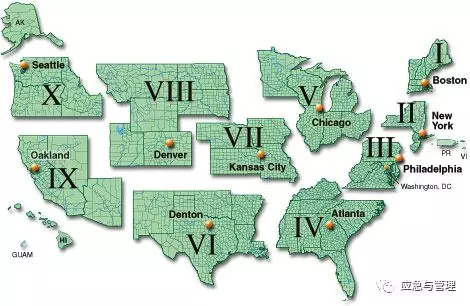 AK
Seattle
X
VIII
Denver
Oakland
IX
HI
GUAM
VII
Kansas City
Denton
VI
V
Chicago
IV
Atlanta
I
Boston
II
New
York
PR
VI
III
Philadelphia
Washington, DC
应急与管理